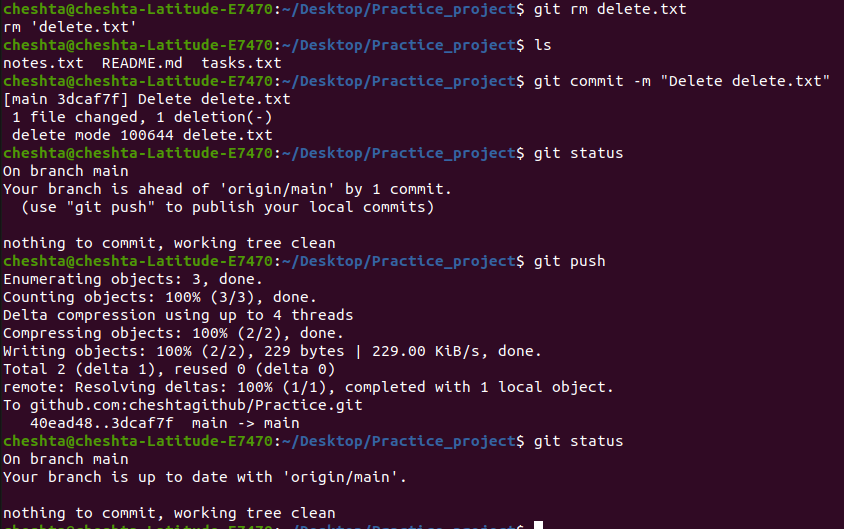 cheshta@cheshta-Latitude-E7470:~/Desktop/Practice_project$ git rm delete.txt
rm 'delete.txt'
cheshta@cheshta-Latitude-E7470:~/Desktop/Practice_project$ ls
notes.txt  README.md  tasks.txt
cheshta@cheshta-Latitude-E7470:~/Desktop/Practice_project$ git commit -m "Delete delete.txt"
[main 3dcaf7f] Delete delete.txt
 1 file changed, 1 deletion(-)
 delete mode 100644 delete.txt
cheshta@cheshta-Latitude-E7470:~/Desktop/Practice_project$ git status
On branch main
Your branch is ahead of 'origin/main' by 1 commit.
  (use "git push" to publish your local commits)

nothing to commit, working tree clean
cheshta@cheshta-Latitude-E7470:~/Desktop/Practice_project$ git push
Enumerating objects: 3, done.
Counting objects: 100% (3/3), done.
Delta compression using up to 4 threads
Compressing objects: 100% (2/2), done.
Writing objects: 100% (2/2), 229 bytes | 229.00 KiB/s, done.
Total 2 (delta 1), reused 0 (delta 0)
remote: Resolving deltas: 100% (1/1), completed with 1 local object.
To github.com:cheshtagithub/Practice.git
   40ead48..3dcaf7f  main -> main
cheshta@cheshta-Latitude-E7470:~/Desktop/Practice_project$ git status
On branch main
Your branch is up to date with 'origin/main'.

nothing to commit, working tree clean
cheshta@cheshta-Latitude-E7470:~/Desktop/Practice_project$